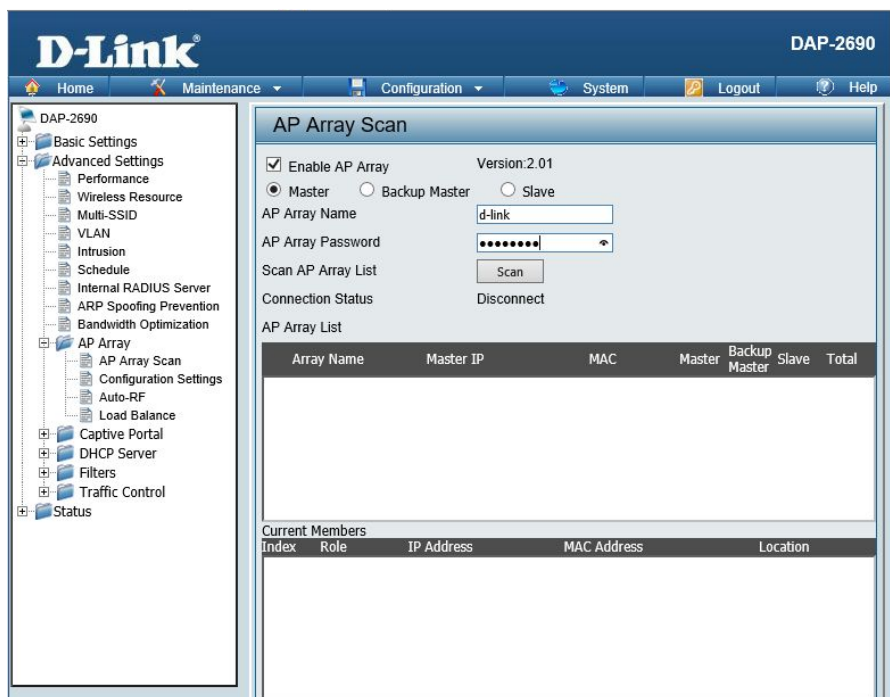 D-Link®
DAP-2690
Home Maintenance Configuration System Logout Help
DAP-2690
Basic Settings
Advanced Settings
Performance
Wireless Resource
Multi-SSID
VLAN
Intrusion
Schedule
Internal RADIUS Server
ARP Spoofing Prevention
Bandwidth Optimization
AP Array
AP Array Scan
Configuration Settings
Auto-RF
Load Balance
Captive Portal
DHCP Server
Filters
Traffic Control
Status
AP Array Scan
Enable AP Array Version:2.01
Master Backup Master Slave
AP Array Name d-link
AP Array Password ••••••••
Scan AP Array List Scan
Connection Status Disconnect
AP Array List
Array Name Master IP MAC Master Backup Master Slave Total
Current Members
Index Role IP Address MAC Address Location